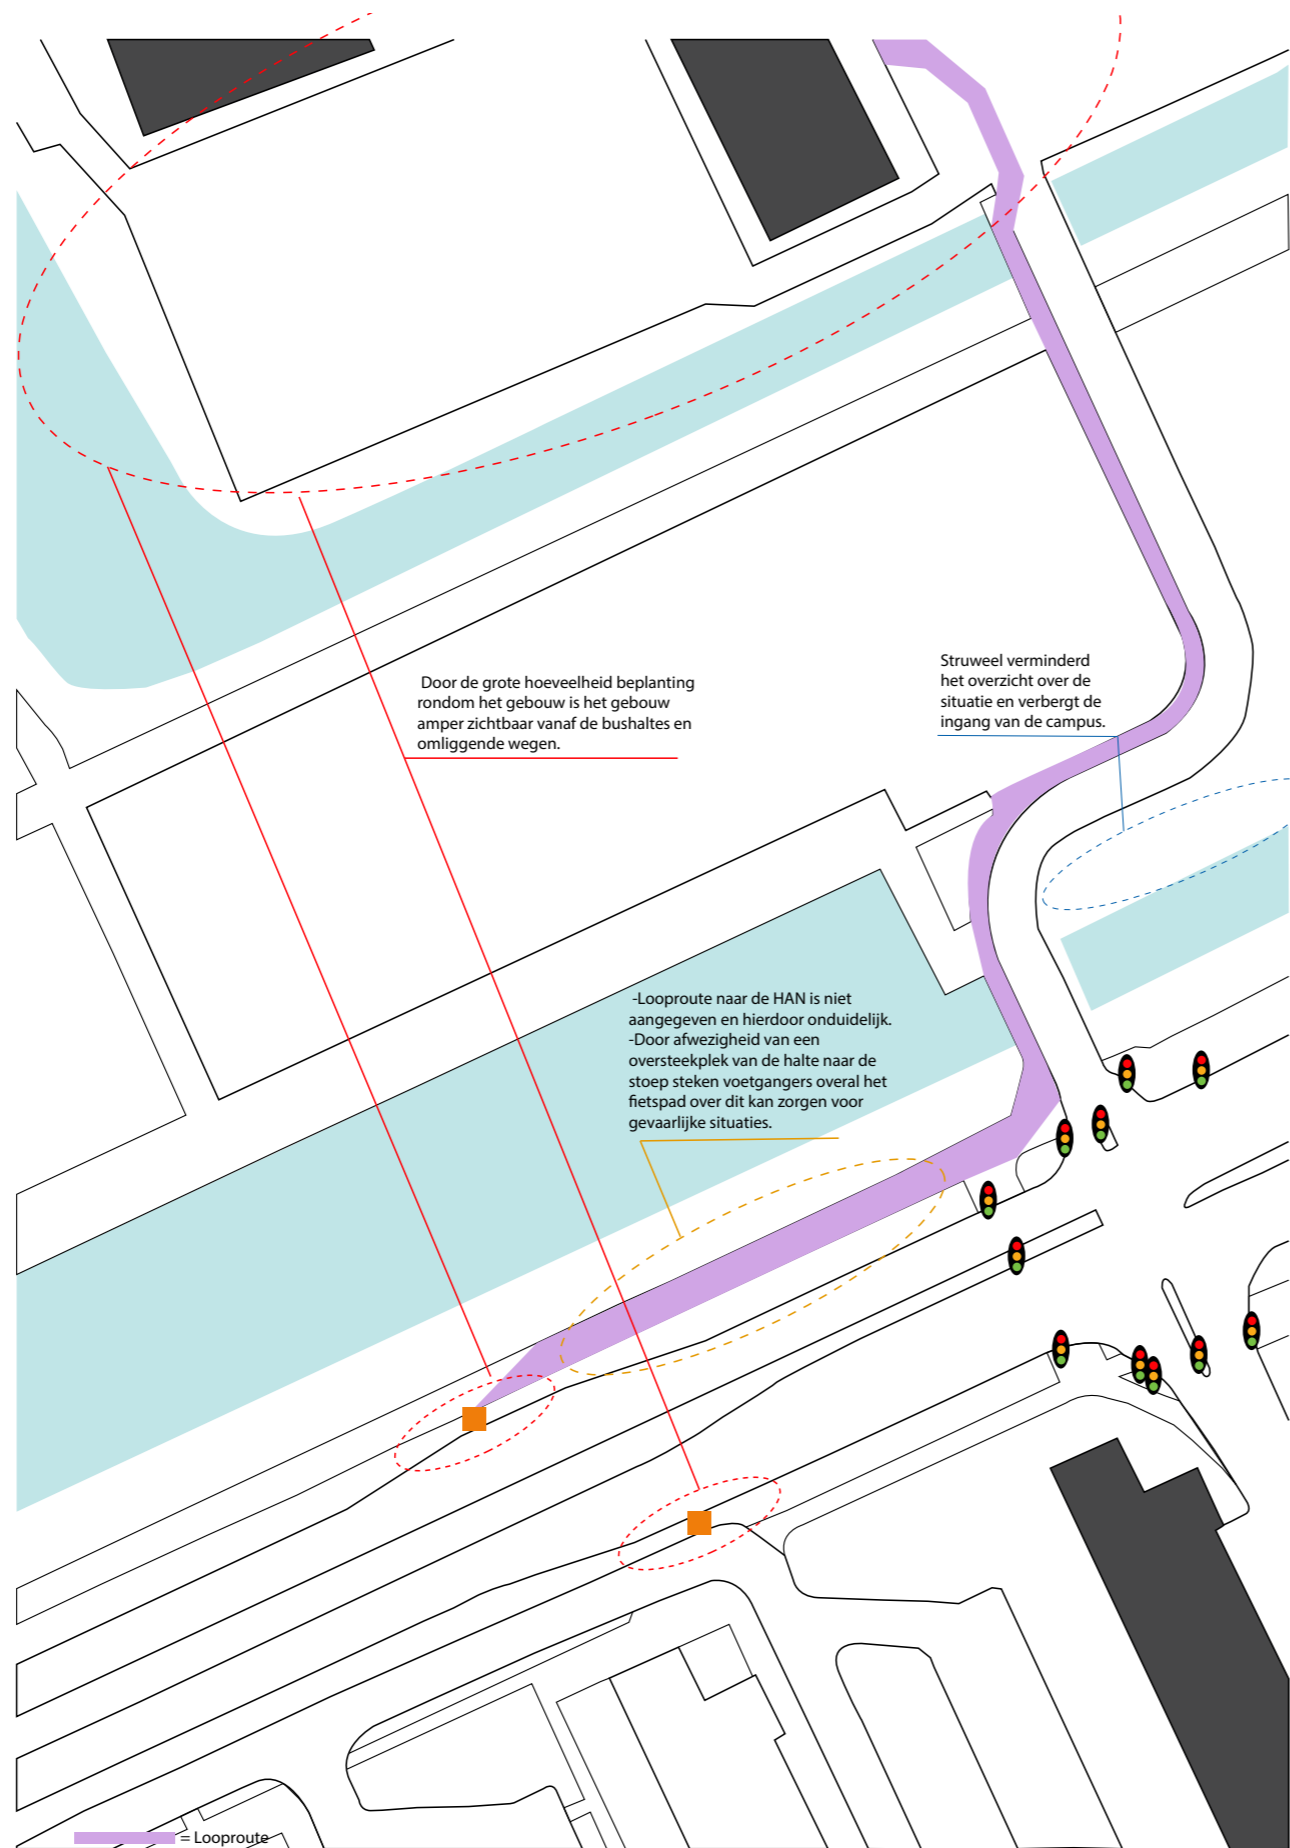 Struweel verminderd
het overzicht over de
situatie en verbergt de
ingang van de campus.
Door de grote hoeveelheid beplanting
rondom het gebouw is het gebouw
amper zichtbaar vanaf de bushaltes en
omliggende wegen.
-Looproute naar de HAN is niet
aangegeven en hierdoor onduidelijk.
-Door afwezigheid van een
oversteekplek van de halte naar de
stoep steken voetgangers overal het
fietspad over dit kan zorgen voor
gevaarlijke situaties.
= Looproute